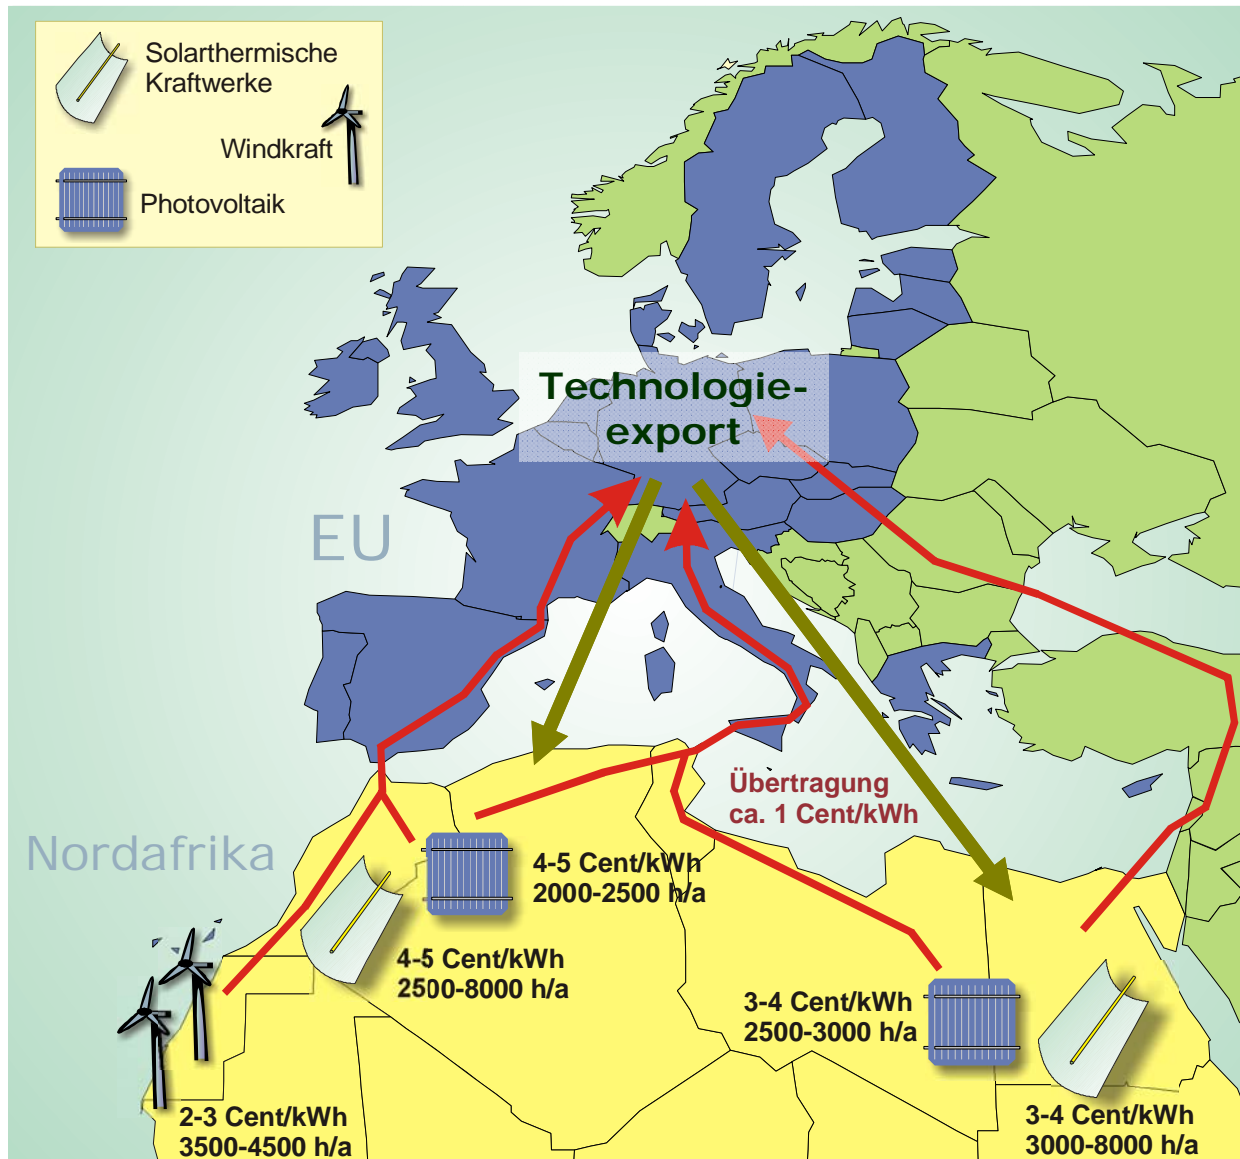 Solarthermische
Kraftwerke
Windkraft
Photovoltaik
Technologie-
export
EU
Übertragung
ca. 1 Cent/kWh
Nordafrika
4-5 Cent/kWh
2000-2500 h/a
4-5 Cent/kWh
2500-8000 h/a
3-4 Cent/kWh
2500-3000 h/a
2-3 Cent/kWh
3500-4500 h/a
3-4 Cent/kWh
3000-8000 h/a